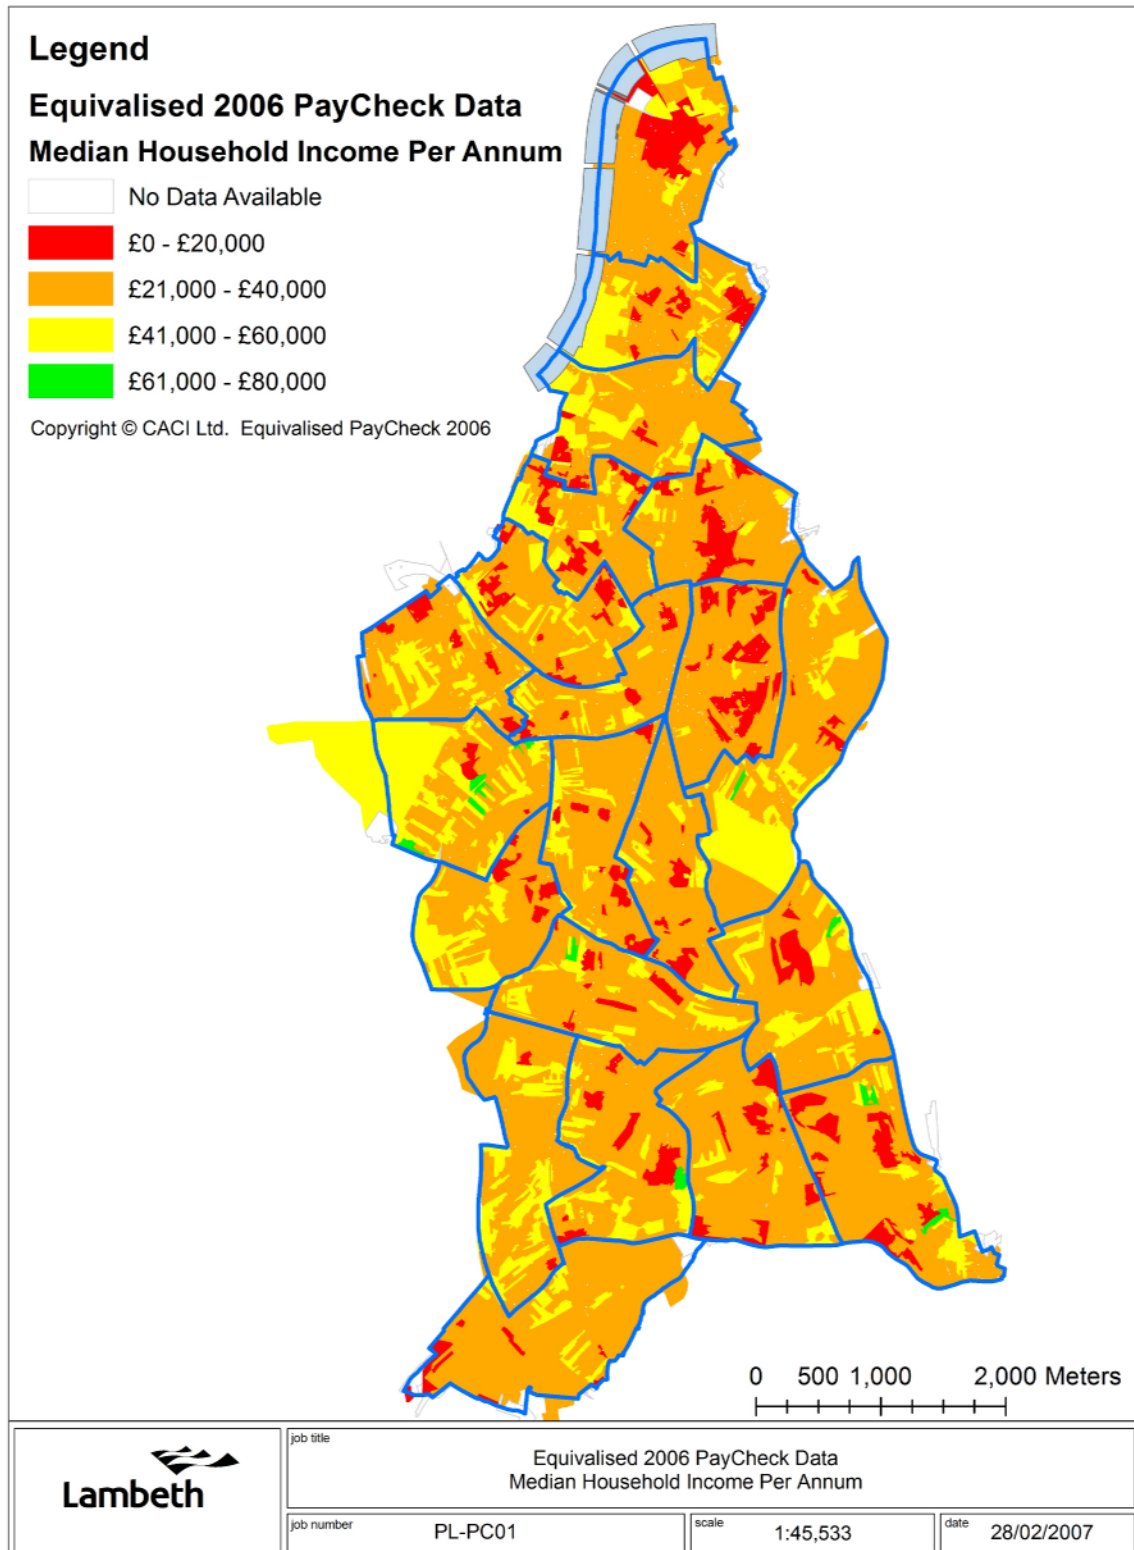 Legend
Equivalised 2006 PayCheck Data
Median Household Income Per Annum
No Data Available
£0 - £20,000
£21,000 - £40,000
£41,000 - £60,000
£61,000 - £80,000
Copyright © CACI Ltd. Equivalised PayCheck 2006
0 500 1,000 2,000 Meters
Lambeth
job title
Equivalised 2006 PayCheck Data
Median Household Income Per Annum
job number PL-PC01
scale 1:45,533
date 28/02/2007